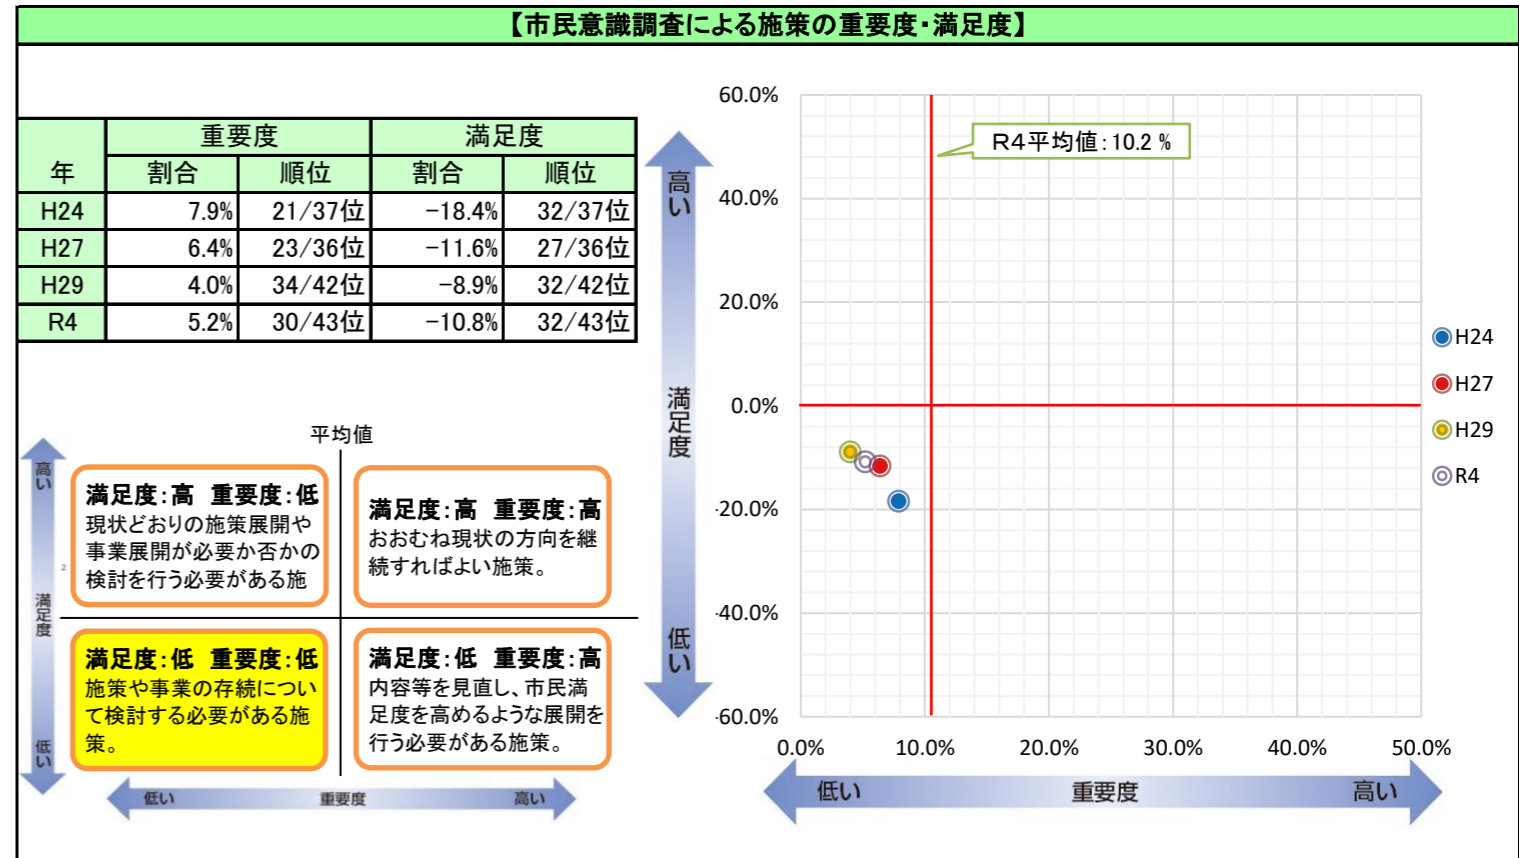 【市民意識調査による施策の重要度・満足度】
年 重要度 満足度
割合 順位 割合 順位
H24 7.9% 21/37位 -18.4% 32/37位
H27 6.4% 23/36位 -11.6% 27/36位
H29 4.0% 34/42位 -8.9% 32/42位
R4 5.2% 30/43位 -10.8% 32/43位
平均値
高い
満足度
低い
2
満足度:高 重要度:低
現状どおりの施策展開や
事業展開が必要か否かの
検討を行う必要がある施
満足度:高 重要度:高
おおむね現状の方向を継
続すればよい施策。
満足度:低 重要度:低
施策や事業の存続につい
て検討する必要がある施
策。
満足度:低 重要度:高
内容等を見直し、市民満
足度を高めるような展開を
行う必要がある施策。
低い 重要度 高い
高い
満足度
低い
60.0%
40.0%
20.0%
0.0%
-20.0%
-40.0%
-60.0%
R4平均値:10.2 %
0.0% 10.0% 20.0% 30.0% 40.0% 50.0%
低い 重要度 高い
H24
H27
H29
R4